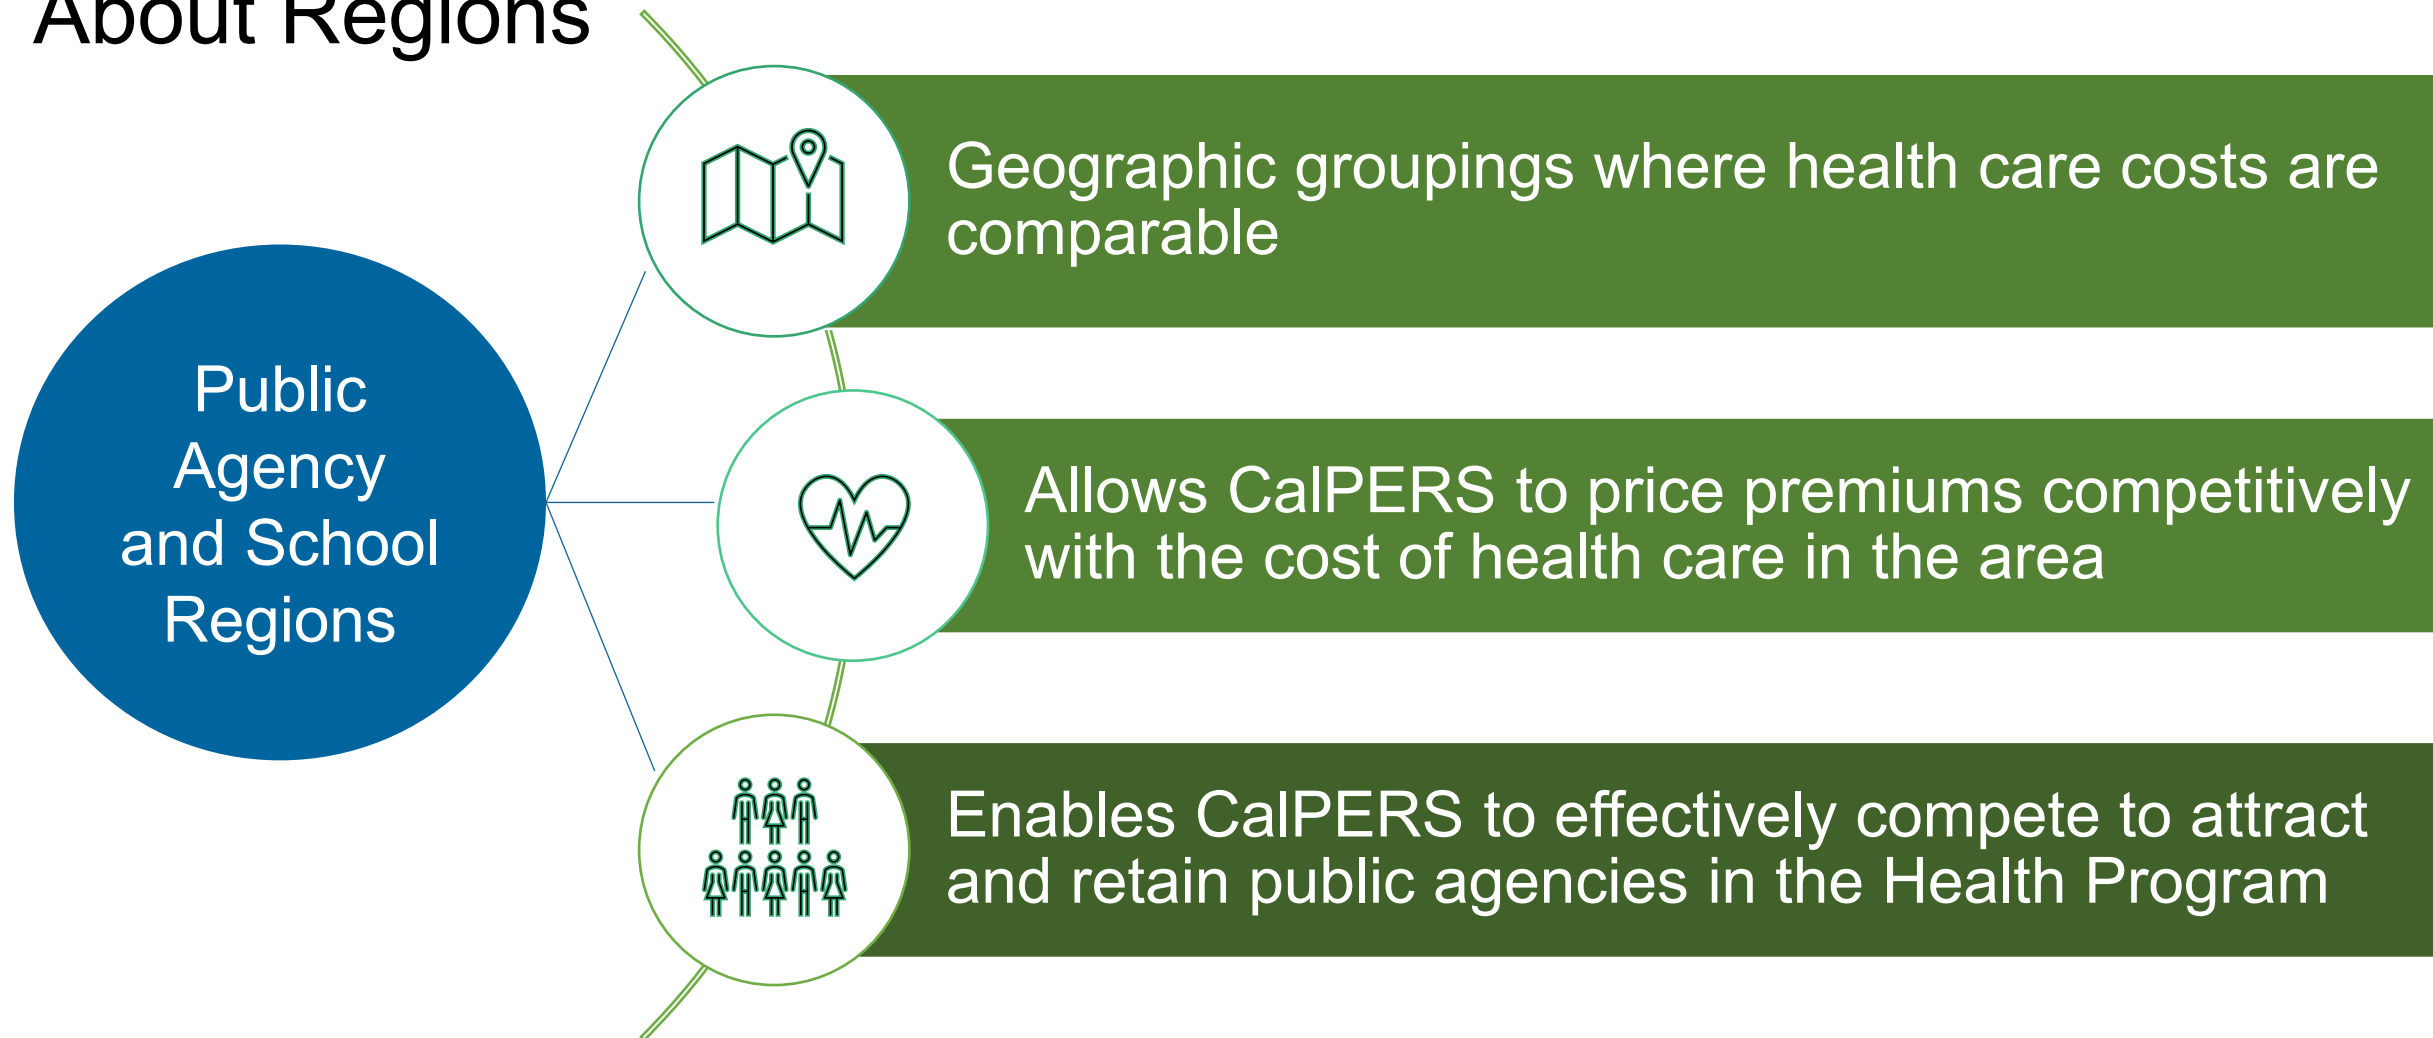 About Regions
Public
Agency
and School
Regions
Geographic groupings where health care costs are
comparable
Allows CalPERS to price premiums competitively
with the cost of health care in the area
Enables CalPERS to effectively compete to attract
and retain public agencies in the Health Program